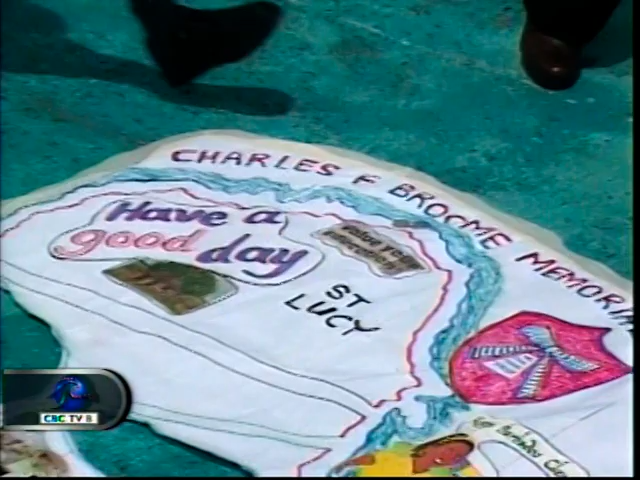 CHARLES F BROOME MEMORIA
Have a
good day
ST
LUCY
CBC TV 8